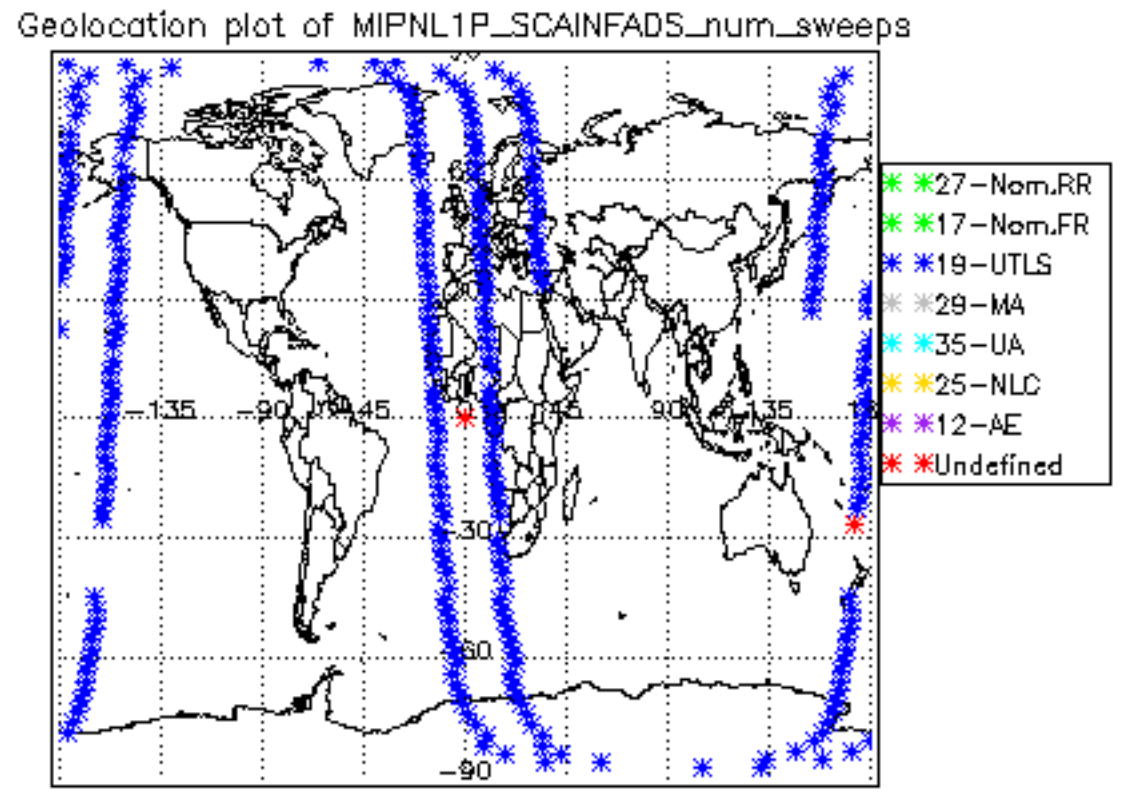 Geolocation plot of MIPNL1P_SCAINFADS_num_sweeps
27-Nom.RR
17-Nom.FR
19-UTLS
29-MA
35-UA
25-NLC
12-AE
Undefined
-135 -90 -45 45 90 135
-30
-60
-90